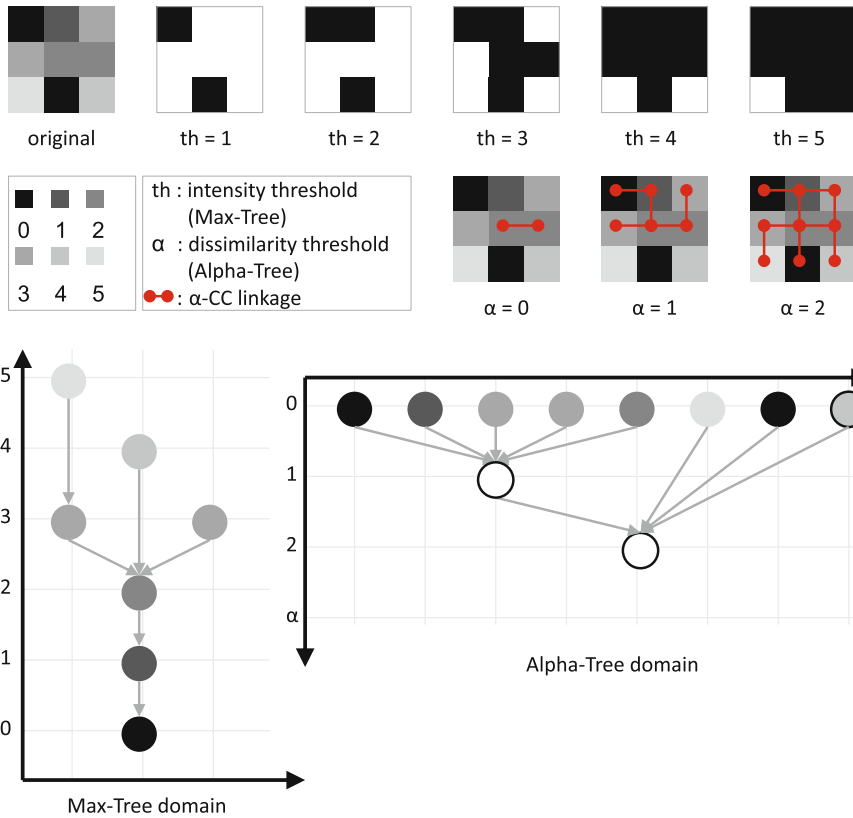 original
th = 1
th = 2
th = 3
th = 4
th = 5
0 1 2
3 4 5
th : intensity threshold
(Max-Tree)
α : dissimilarity threshold
(Alpha-Tree)
: α-CC linkage
α = 0
α = 1
α = 2
5
4
3
2
1
0
Max-Tree domain
0
1
2
α
Alpha-Tree domain